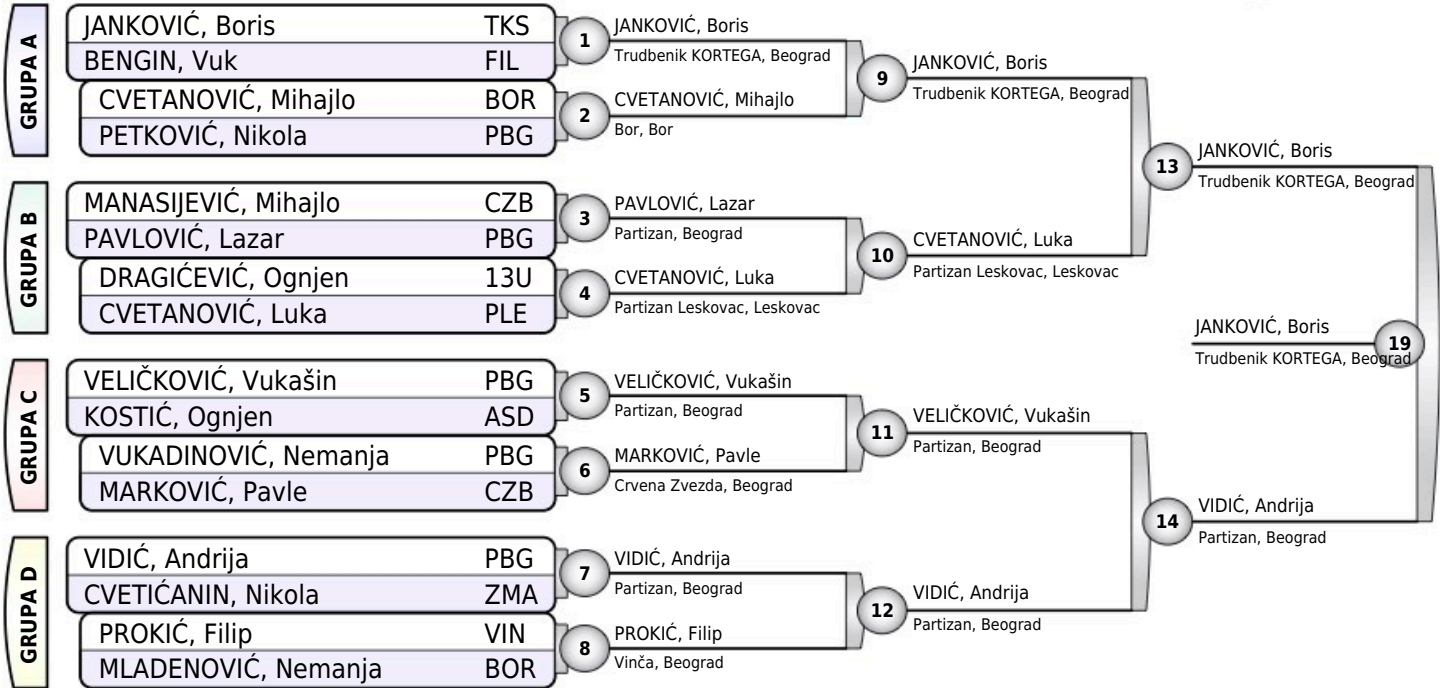 GRUPA A
JANKOVIĆ, Boris TKS
BENGIN, Vuk FIL
CVETANOVIĆ, Mihajlo BOR
PETKOVIĆ, Nikola PBG
GRUPA B
MANASIJEVIĆ, Mihajlo CZB
PAVLOVIĆ, Lazar PBG
DRAGIĆEVIĆ, Ognjen 13U
CVETANOVIĆ, Luka PLE
GRUPA C
VELIČKOVIĆ, Vukašin PBG
KOSTIĆ, Ognjen ASD
VUKADINOVIĆ, Nemanja PBG
MARKOVIĆ, Pavle CZB
GRUPA D
VIDIĆ, Andrija PBG
CVETIĆANIN, Nikola ZMA
PROKIĆ, Filip VIN
MLADENOVIĆ, Nemanja BOR
1
JANKOVIĆ, Boris
Trudbenik KORTEGA, Beograd
2
CVETANOVIĆ, Mihajlo
Bor, Bor
3
PAVLOVIĆ, Lazar
Partizan, Beograd
4
CVETANOVIĆ, Luka
Partizan Leskovac, Leskovac
5
VELIČKOVIĆ, Vukašin
Partizan, Beograd
6
MARKOVIĆ, Pavle
Crvena Zvezda, Beograd
7
VIDIĆ, Andrija
Partizan, Beograd
8
PROKIĆ, Filip
Vinča, Beograd
9
JANKOVIĆ, Boris
Trudbenik KORTEGA, Beograd
10
CVETANOVIĆ, Luka
Partizan Leskovac, Leskovac
11
VELIČKOVIĆ, Vukašin
Partizan, Beograd
12
VIDIĆ, Andrija
Partizan, Beograd
13
JANKOVIĆ, Boris
Trudbenik KORTEGA, Beograd
14
VIDIĆ, Andrija
Partizan, Beograd
JANKOVIĆ, Boris
19
Trudbenik KORTEGA, Beograd